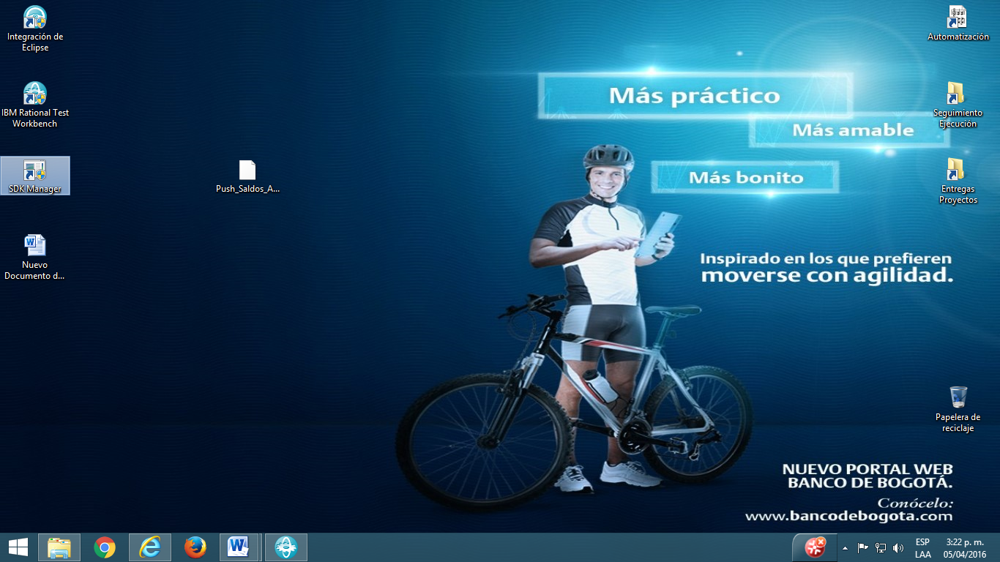 Integración de
Eclipse
IBM Rational Test
Workbench
SDK Manager
Nuevo
Documento d...
Push_Saldos_A...
Más práctico
Más amable
Más bonito
Inspirado en los que prefieren
moverse con agilidad.
NUEVO PORTAL WEB
BANCO DE BOGOTÁ.
Conócelo:
www.bancodebogota.com
Automatización
Seguimiento
Ejecución
Entregas
Proyectos
Papelera de
reciclaje
ESP
LAA
3:22 p. m.
05/04/2016